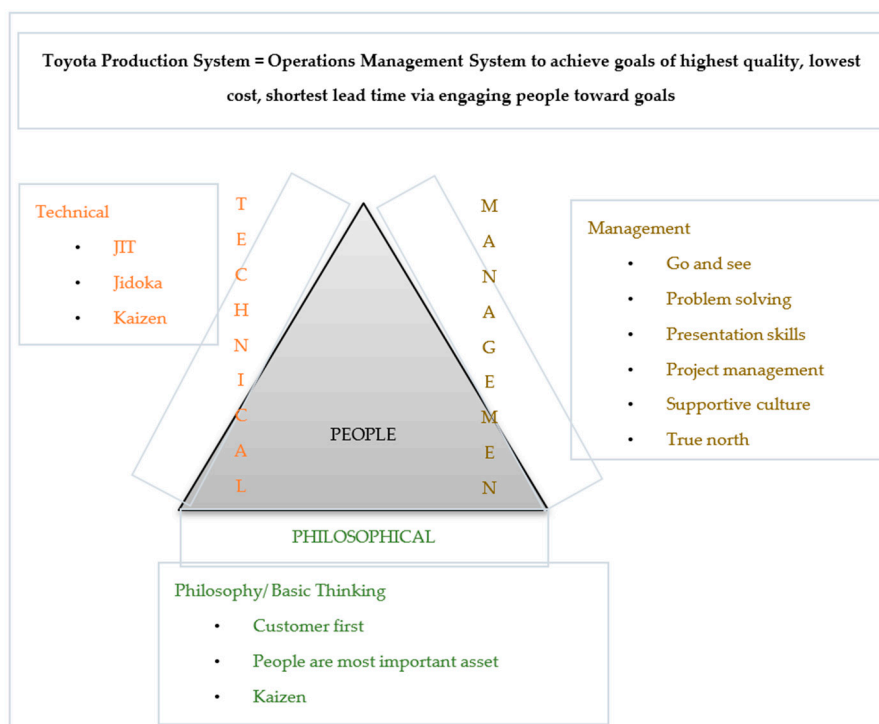 Toyota Production System = Operations Management System to achieve goals of highest quality, lowest
cost, shortest lead time via engaging people toward goals
Technical
• JIT
• Jidoka
• Kaizen
TECHNICAL
PEOPLE
MANAGEMEN
Management
• Go and see
• Problem solving
• Presentation skills
• Project management
• Supportive culture
• True north
PHILOSOPHICAL
Philosophy/ Basic Thinking
• Customer first
• People are most important asset
• Kaizen